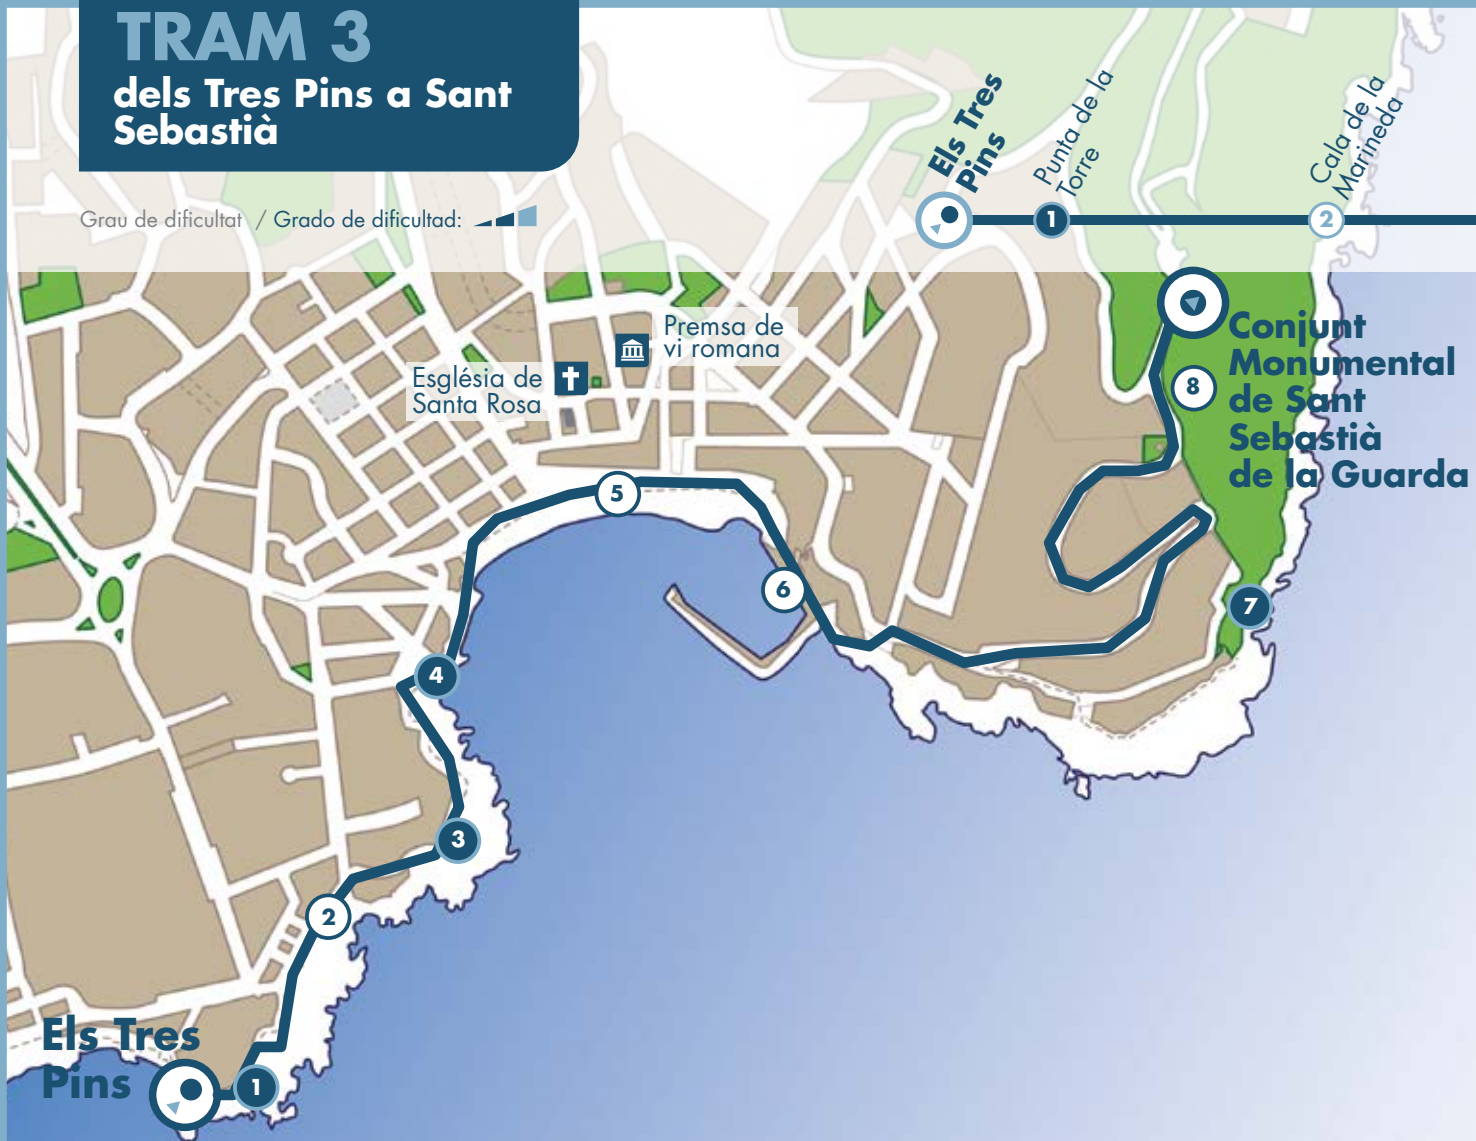 TRAM 3
dels Tres Pins a Sant
Sebastià
Grau de dificultat / Grado de dificultad:
Els Tres
Pins
Punta de la
Torre
Cala de la
Marineda
1
2
Premsa de
vi romana
Església de
Santa Rosa
Conjunt
Monumental
de Sant
Sebastià
de la Guarda
8
5
6
7
4
3
2
Els Tres
Pins
1